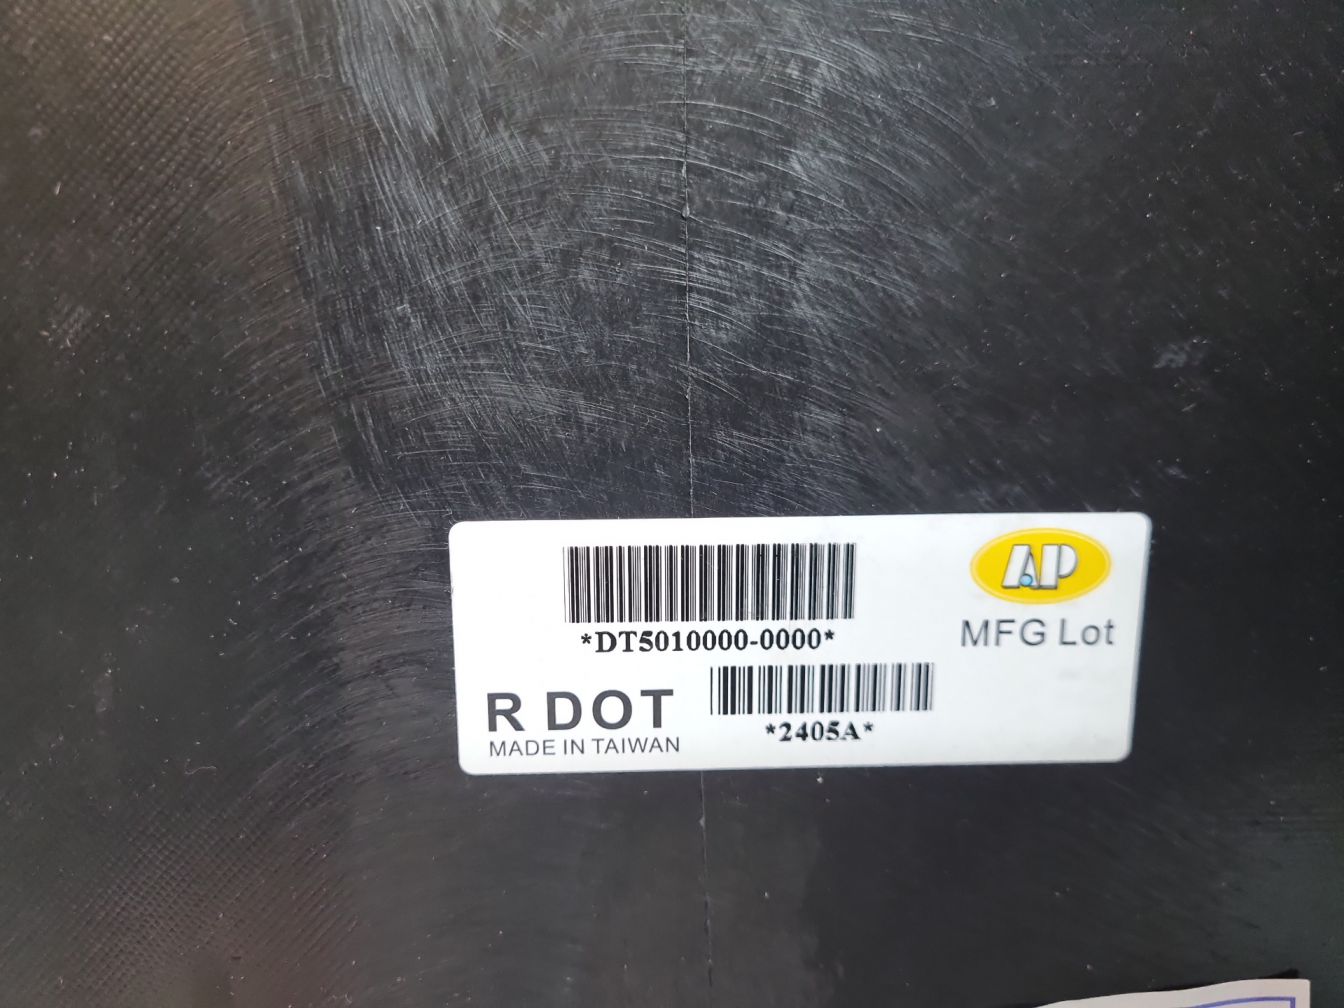 *DT5010000-0000*
AP
MFG Lot
R DOT
MADE IN TAIWAN
*2405A*